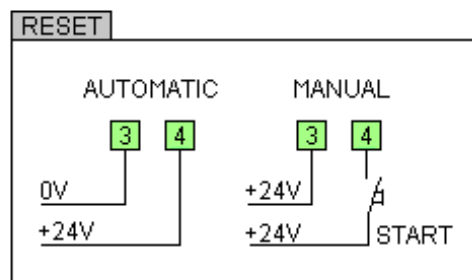 RESET
AUTOMATIC MANUAL
3 4 3 4
0V +24V
+24V +24V START